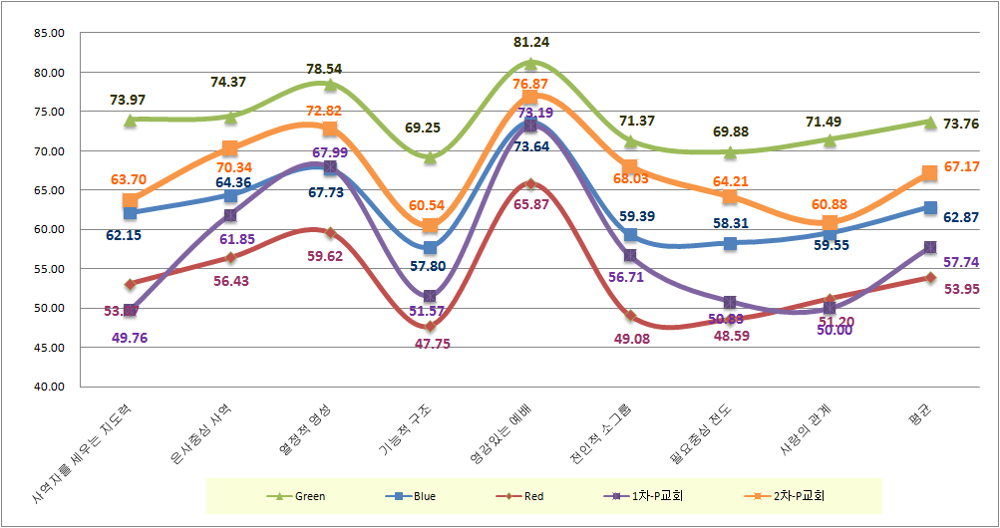 85.00
80.00
75.00
70.00
65.00
60.00
55.00
50.00
45.00
40.00
73.97 74.37 78.54 69.25 81.24 71.37 69.88 71.49 73.76
63.70 70.34 72.82 60.54 76.87 68.03 64.21 60.88 67.17
62.15 64.36 67.73 57.80 73.64 59.39 58.31 59.55 62.87
49.76 61.85 67.99 51.57 73.19 56.71 50.83 50.00 57.74
56.43 59.62 47.75 65.87 49.08 48.59 51.20 53.95
사역자를 세우는 지도력
은사중심 사역
열정적 영성
기능적 구조
영감있는 예배
전인적 소그룹
필요중심 전도
사랑의 관계
평균
Green Blue Red 1차-P교회 2차-P교회